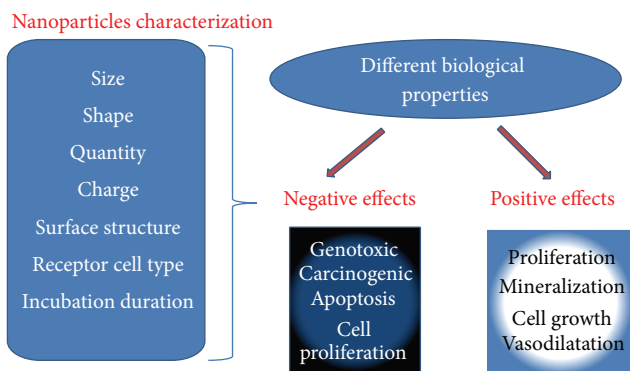 Nanoparticles characterization
Size
Shape
Quantity
Charge
Surface structure
Receptor cell type
Incubation duration
Different biological
properties
Negative effects
Genotoxic
Carcinogenic
Apoptosis
Cell
proliferation
Positive effects
Proliferation
Mineralization
Cell growth
Vasodilatation